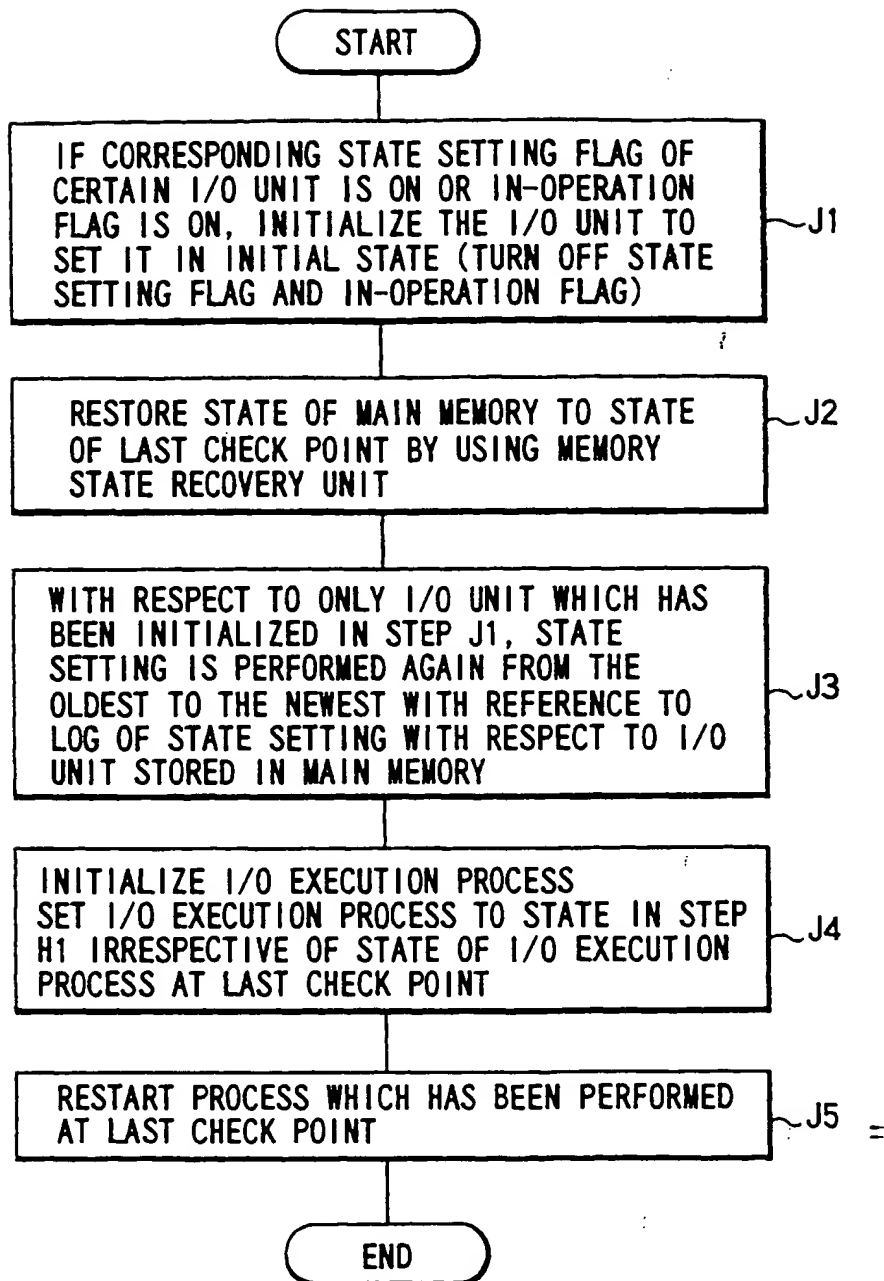 START
IF CORRESPONDING STATE SETTING FLAG OF
CERTAIN I/O UNIT IS ON OR IN-OPERATION
FLAG IS ON, INITIALIZE THE I/O UNIT TO
SET IT IN INITIAL STATE (TURN OFF STATE
SETTING FLAG AND IN-OPERATION FLAG)
J1
RESTORE STATE OF MAIN MEMORY TO STATE
OF LAST CHECK POINT BY USING MEMORY
STATE RECOVERY UNIT
J2
WITH RESPECT TO ONLY I/O UNIT WHICH HAS
BEEN INITIALIZED IN STEP J1, STATE
SETTING IS PERFORMED AGAIN FROM THE
OLDEST TO THE NEWEST WITH REFERENCE TO
LOG OF STATE SETTING WITH RESPECT TO I/O
UNIT STORED IN MAIN MEMORY
J3
INITIALIZE I/O EXECUTION PROCESS
SET I/O EXECUTION PROCESS TO STATE IN STEP
H1 IRRESPECTIVE OF STATE OF I/O EXECUTION
PROCESS AT LAST CHECK POINT
J4
RESTART PROCESS WHICH HAS BEEN PERFORMED
AT LAST CHECK POINT
J5
END